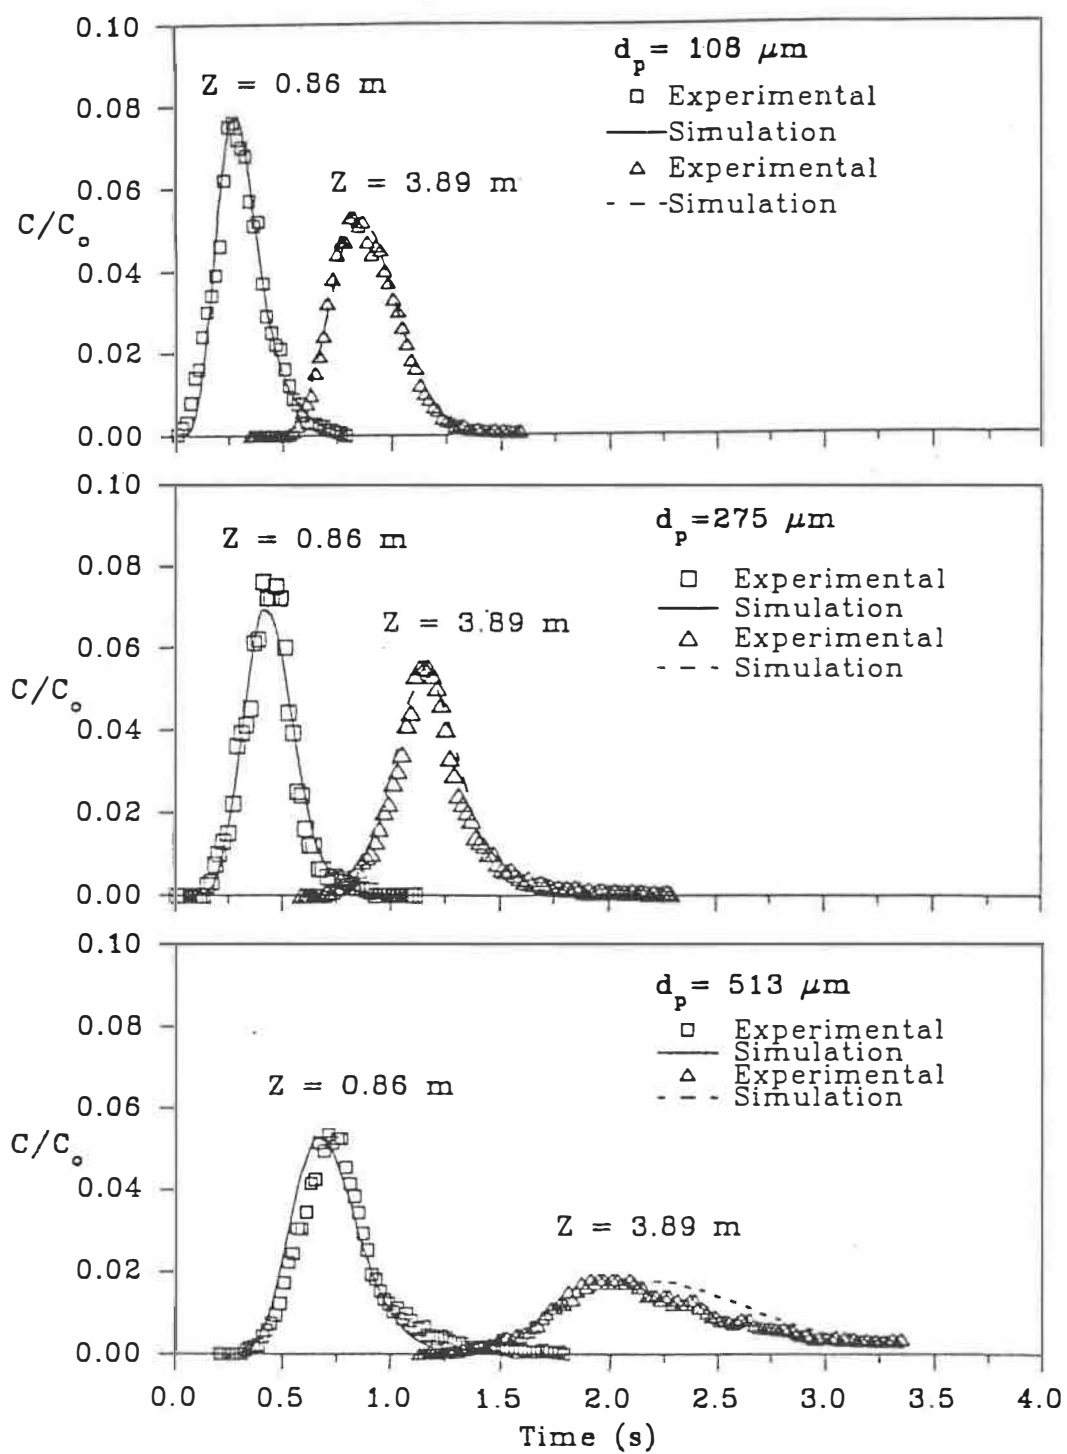 0.10
d_p = 108 μm
Z = 0.86 m
□ Experimental
0.08
—Simulation
△ Experimental
Z = 3.89 m
0.06
- - -Simulation
C/C₀
0.04
0.02
0.00
0.10
d_p=275 μm
Z = 0.86 m
0.08
□ Experimental
— Simulation
Z = 3.89 m
△ Experimental
0.06
- - - Simulation
C/C₀
0.04
0.02
0.00
0.10
d_p= 513 μm
0.08
□ Experimental
— Simulation
△ Experimental
Z = 0.86 m
- - - Simulation
0.06
C/C₀
0.04
Z = 3.89 m
0.02
0.00
0.0 0.5 1.0 1.5 2.0 2.5 3.0 3.5 4.0
Time (s)